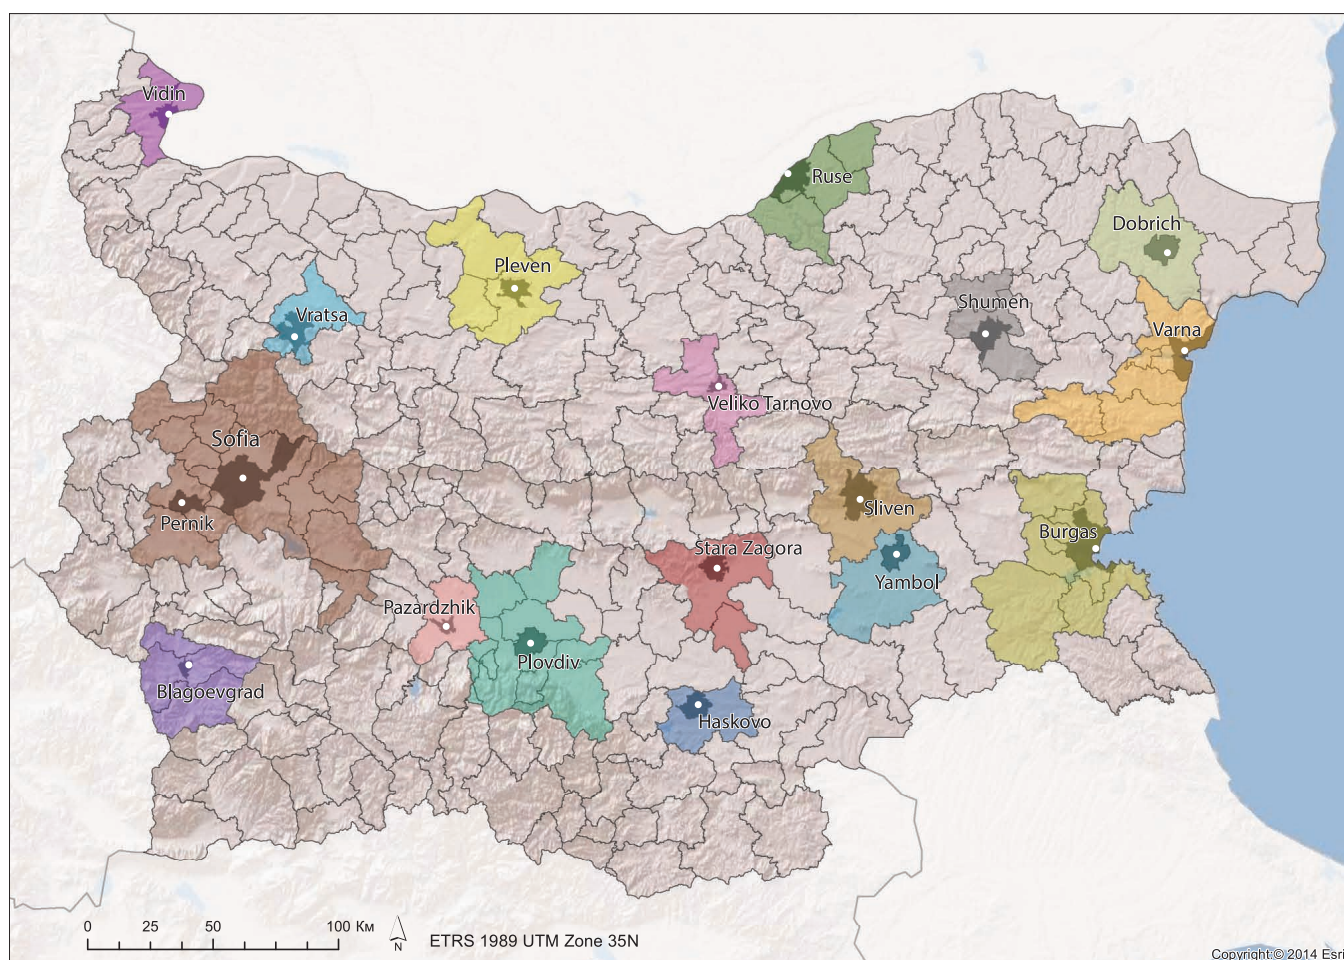 Vidin
Ruse
Dobrich
Pleven
Shumen
Vratsa
Varna
Veliko Tarnovo
Sofia
Sliven
Pernik
Burgas
Stara Zagora
Yambol
Pazardzhik
Plovdiv
Blagoevgrad
Haskovo
0 25 50 100 Км
N
ETRS 1989 UTM Zone 35N
Copyright:© 2014 Esri